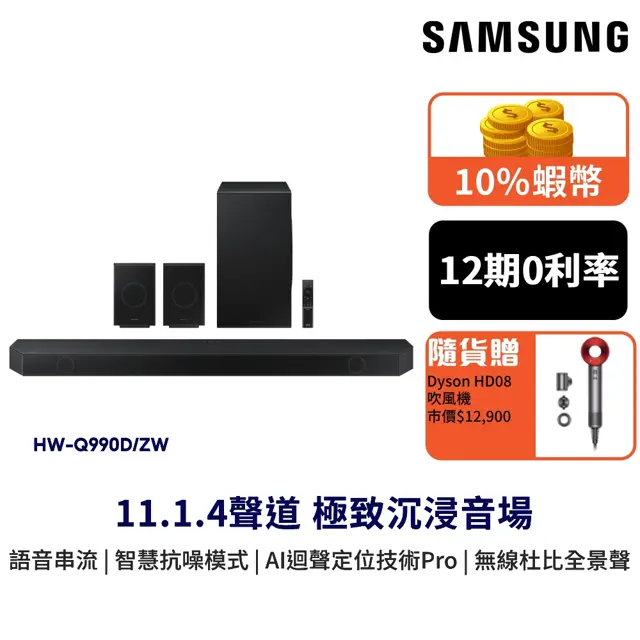 SAMSUNG
10%蝦幣
12期0利率
隨貨贈
Dyson HD08
吹風機
市價$12,900
HW-Q990D/ZW
11.1.4聲道 極致沉浸音場
語音串流 | 智慧抗噪模式 | AI迴聲定位技術Pro | 無線杜比全景聲